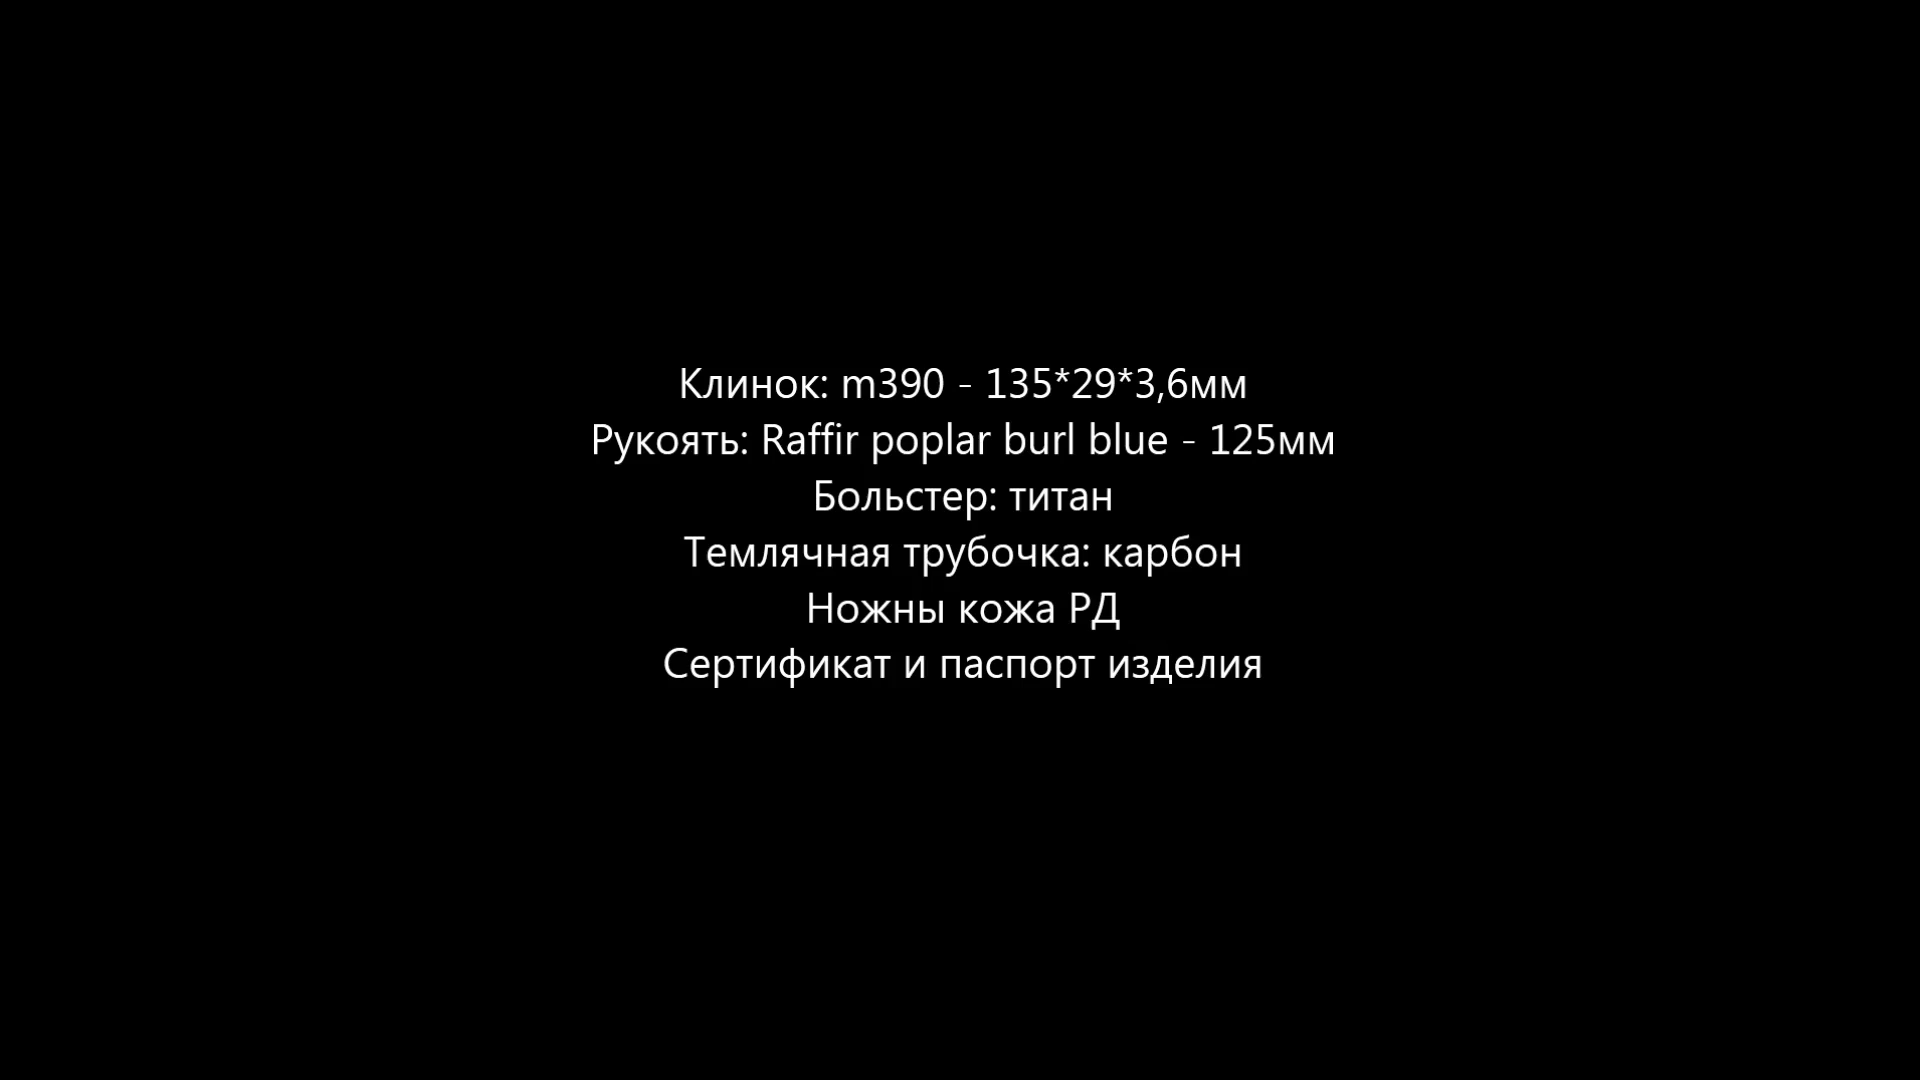 Клинок: m390 - 135*29*3,6мм
Рукоять: Raffir poplar burl blue - 125мм
Больстер: титан
Темлячная трубочка: карбон
Ножны кожа РД
Сертификат и паспорт изделия